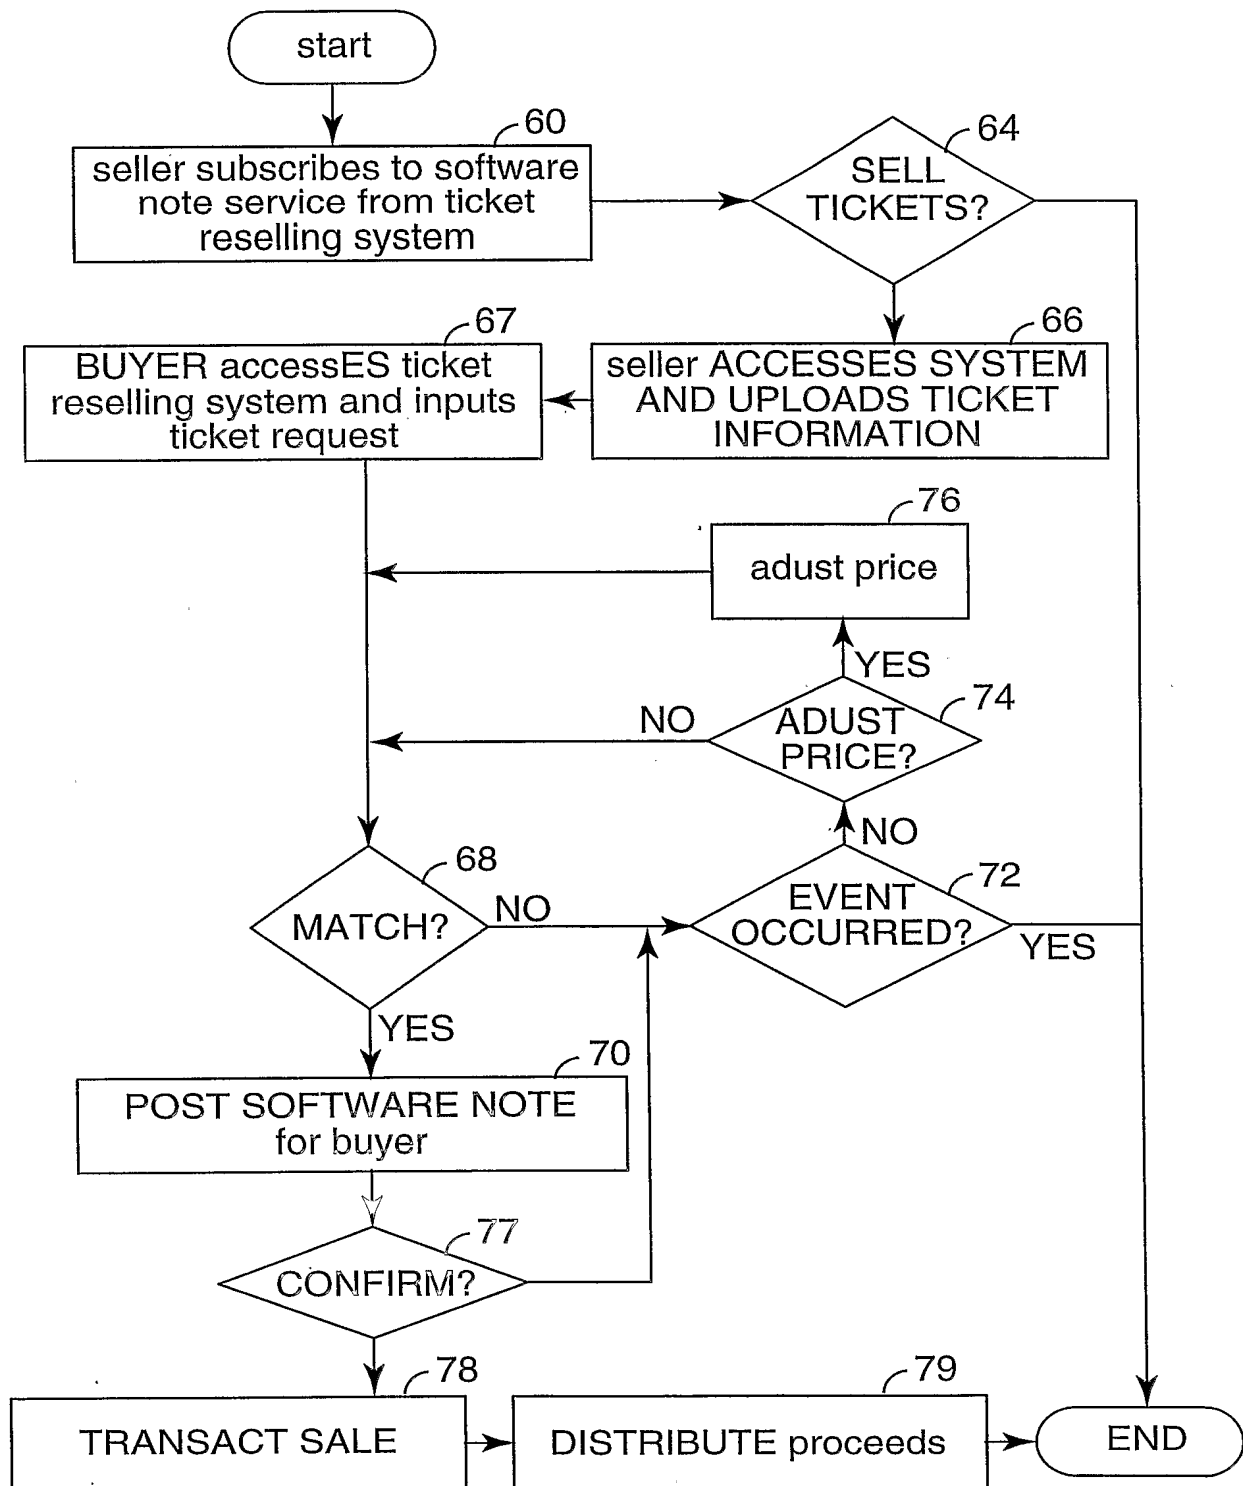 start
60
seller subscribes to software
note service from ticket
reselling system
64
SELL
TICKETS?
67
BUYER accessES ticket
reselling system and inputs
ticket request
66
seller ACCESSES SYSTEM
AND UPLOADS TICKET
INFORMATION
76
adust price
YES
74
NO
ADUST
PRICE?
NO
68
MATCH?
NO
72
EVENT
OCCURRED?
YES
YES
70
POST SOFTWARE NOTE
for buyer
77
CONFIRM?
78
TRANSACT SALE
79
DISTRIBUTE proceeds
END